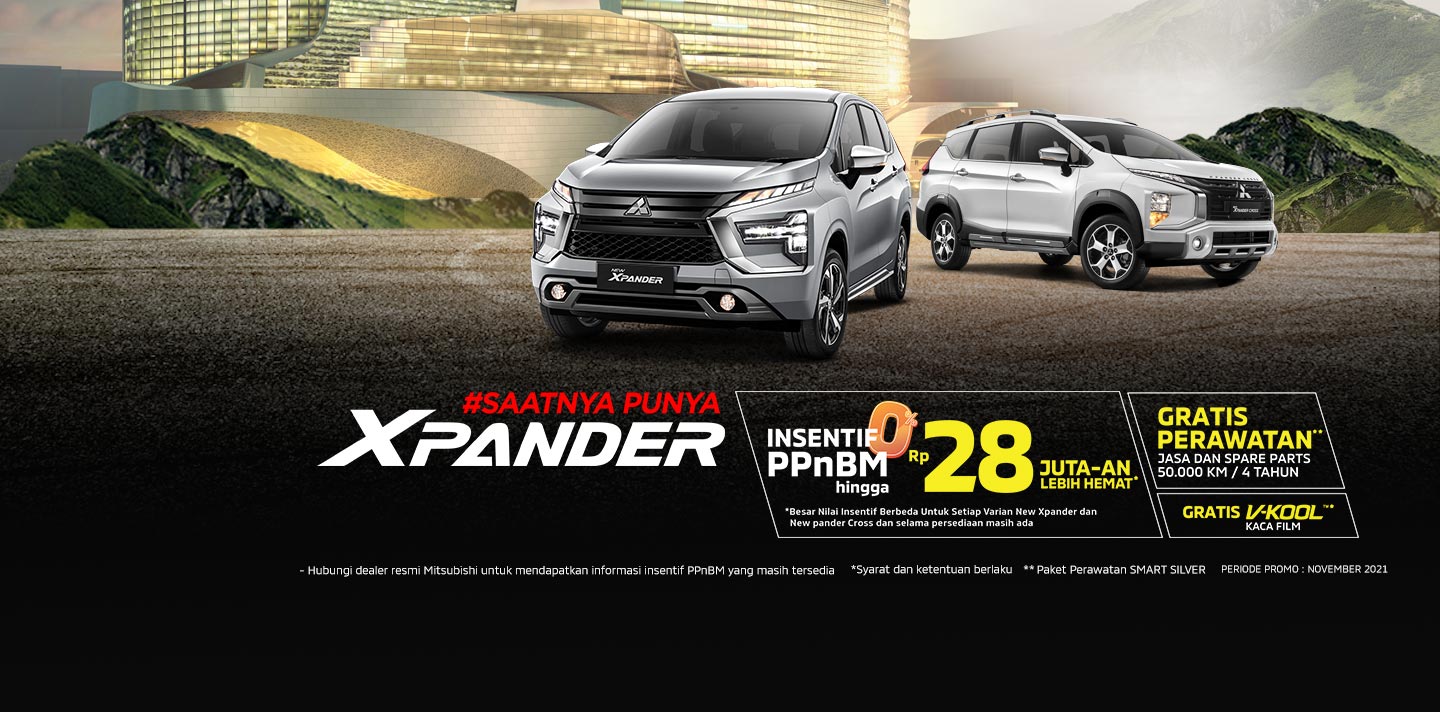 NEW
XPANDER
XPANDER CROSS
#SAATNYA PUNYA
XPANDER
INSENTIF 0%
PPnBM
hingga
Rp 28
JUTA-AN
LEBIH HEMAT*
*Besar Nilai Insentif Berbeda Untuk Setiap Varian New Xpander dan
New pander Cross dan selama persediaan masih ada
GRATIS
PERAWATAN**
JASA DAN SPARE PARTS
50.000 KM / 4 TAHUN
GRATIS V-KOOL™*
KACA FILM
- Hubungi dealer resmi Mitsubishi untuk mendapatkan informasi insentif PPnBM yang masih tersedia *Syarat dan ketentuan berlaku ** Paket Perawatan SMART SILVER PERIODE PROMO : NOVEMBER 2021